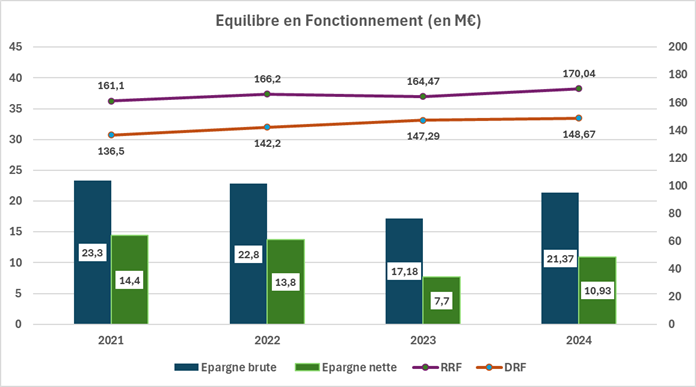 Equilibre en Fonctionnement (en M€)
45 200
40 180
35 160
30 140
25 120
20 100
15 80
10 60
5 40
0 20
0
161,1 166,2 164,47 170,04
136,5 142,2 147,29 148,67
23,3 14,4 22,8 13,8 17,18 7,7 21,37 10,93
2021 2022 2023 2024
Epargne brute Epargne nette RRF DRF